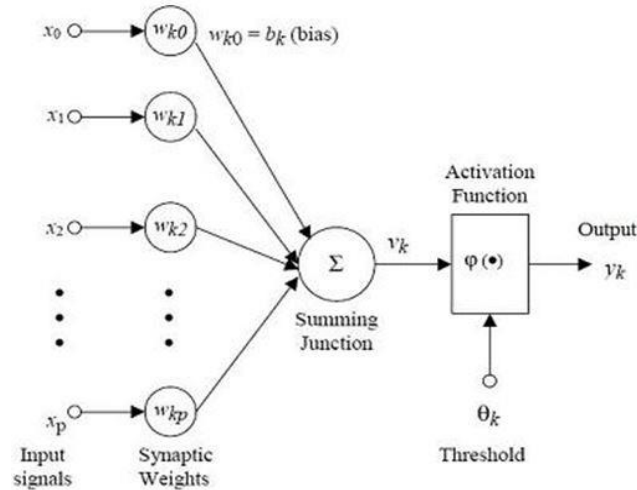 x0
wk0
wk0 = bk (bias)
x1
wk1
Activation
Function
x2
wk2
Σ
vk
φ (•)
Output
yk
Summing
Junction
xp
wkp
θk
Input
signals
Synaptic
Weights
Threshold